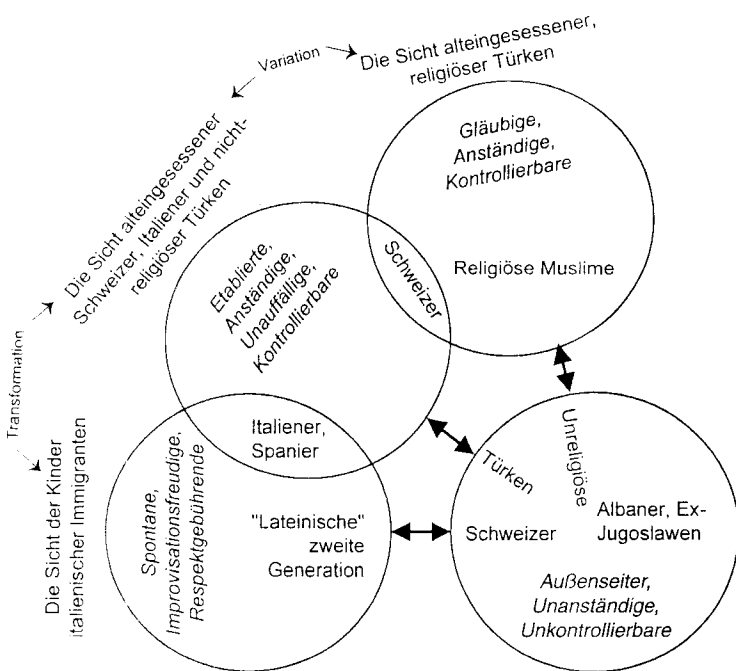 Variation
Die Sicht alteingesessener,
religiöser Türken
Die Sicht alteingesessener
Schweizer, Italiener und nicht-
religiöser Türken
Transformation
Die Sicht der Kinder
italienischer Immigranten
Gläubige,
Anständige,
Kontrollierbare
Religiöse Muslime
Schweizer
Etablierte,
Anständige,
Unauffällige,
Kontrollierbare
Italiener,
Spanier
Spontane,
Improvisationsfreudige,
Respektgebührende
"Lateinische"
zweite
Generation
Türken
Unreligiöse
Schweizer
Albaner, Ex-
Jugoslawen
Außenseiter,
Unanständige,
Unkontrollierbare